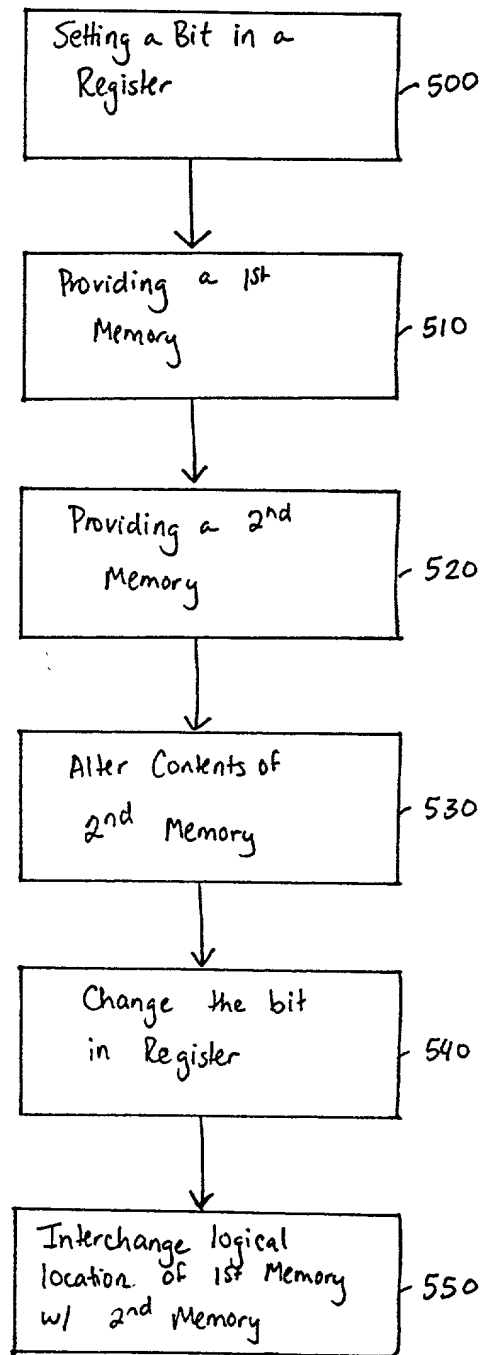 Setting a Bit in a
Register
500
Providing a 1st
Memory
510
Providing a 2nd
Memory
520
Alter Contents of
2nd Memory
530
Change the bit
in Register
540
Interchange logical
location of 1st Memory
w/ 2nd Memory
550